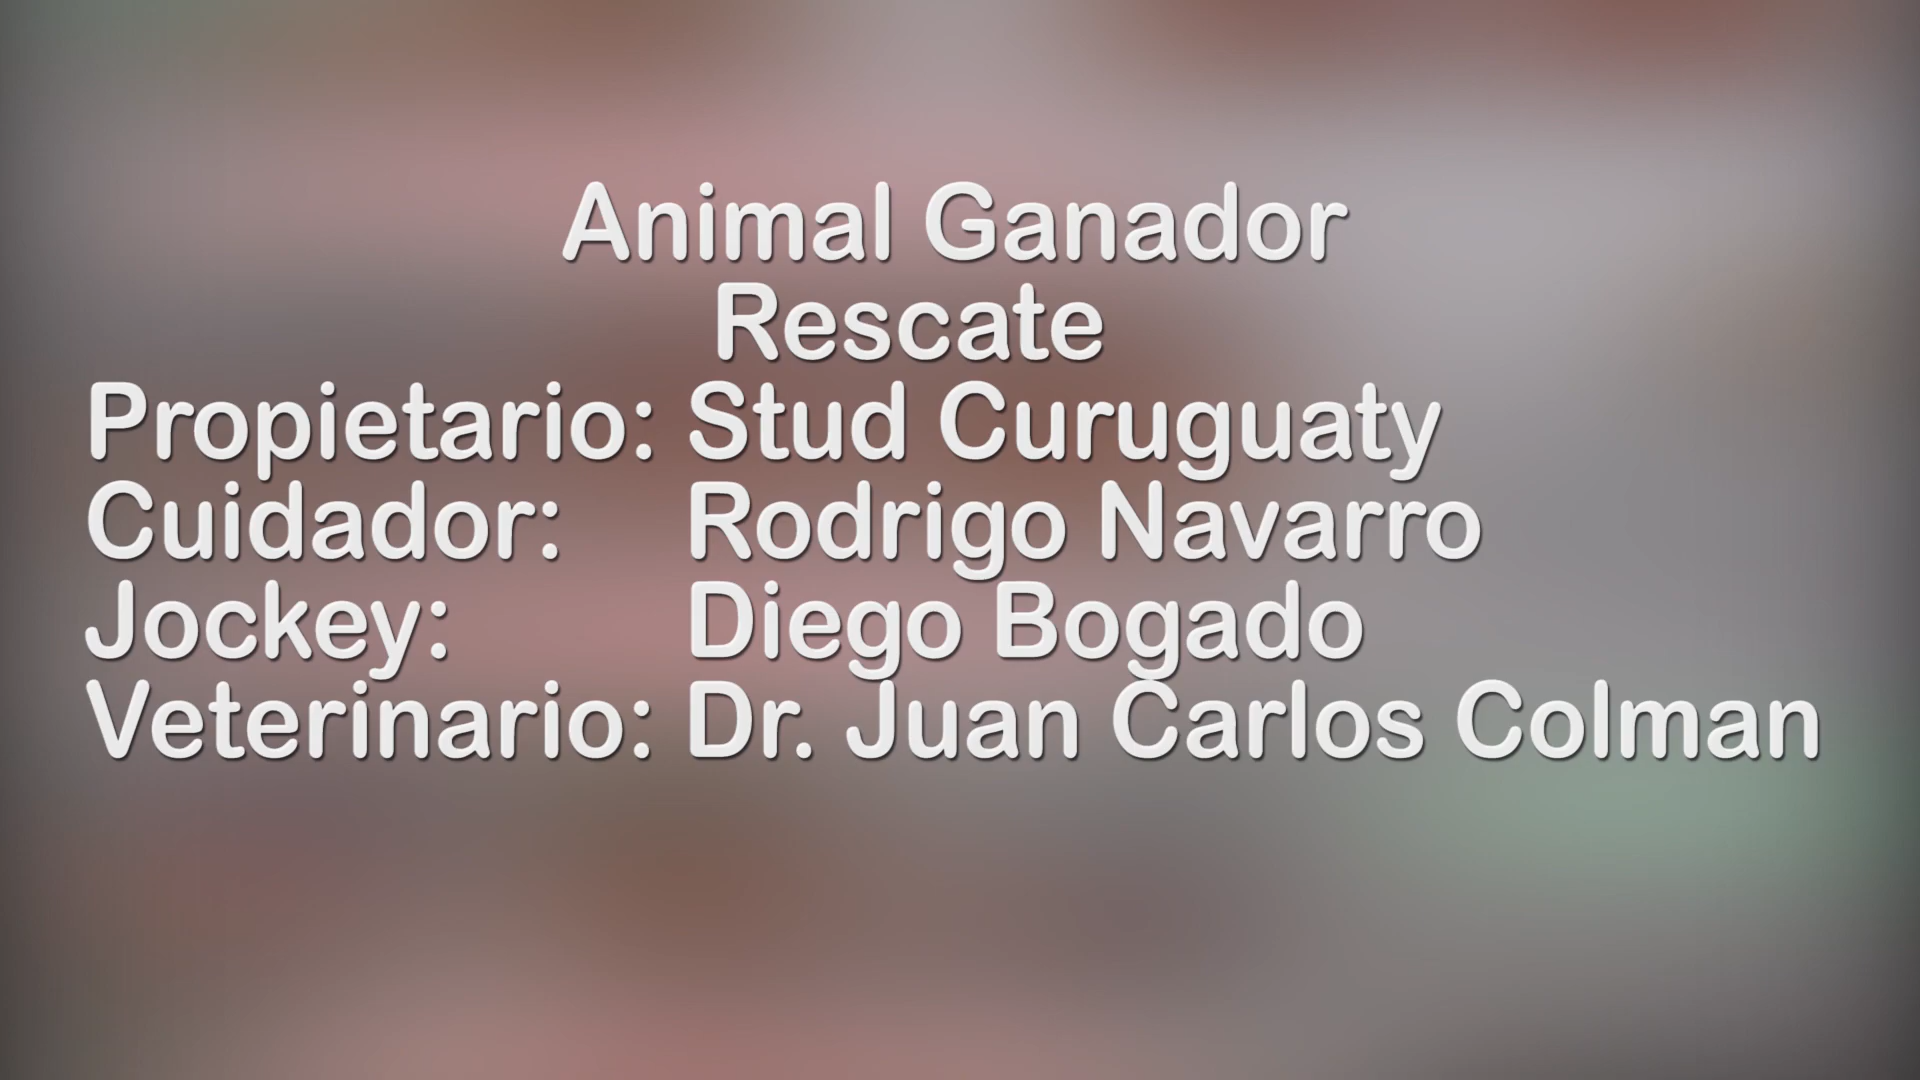 Animal Ganador
Rescate
Propietario: Stud Curuguaty
Cuidador: Rodrigo Navarro
Jockey: Diego Bogado
Veterinario: Dr. Juan Carlos Colman